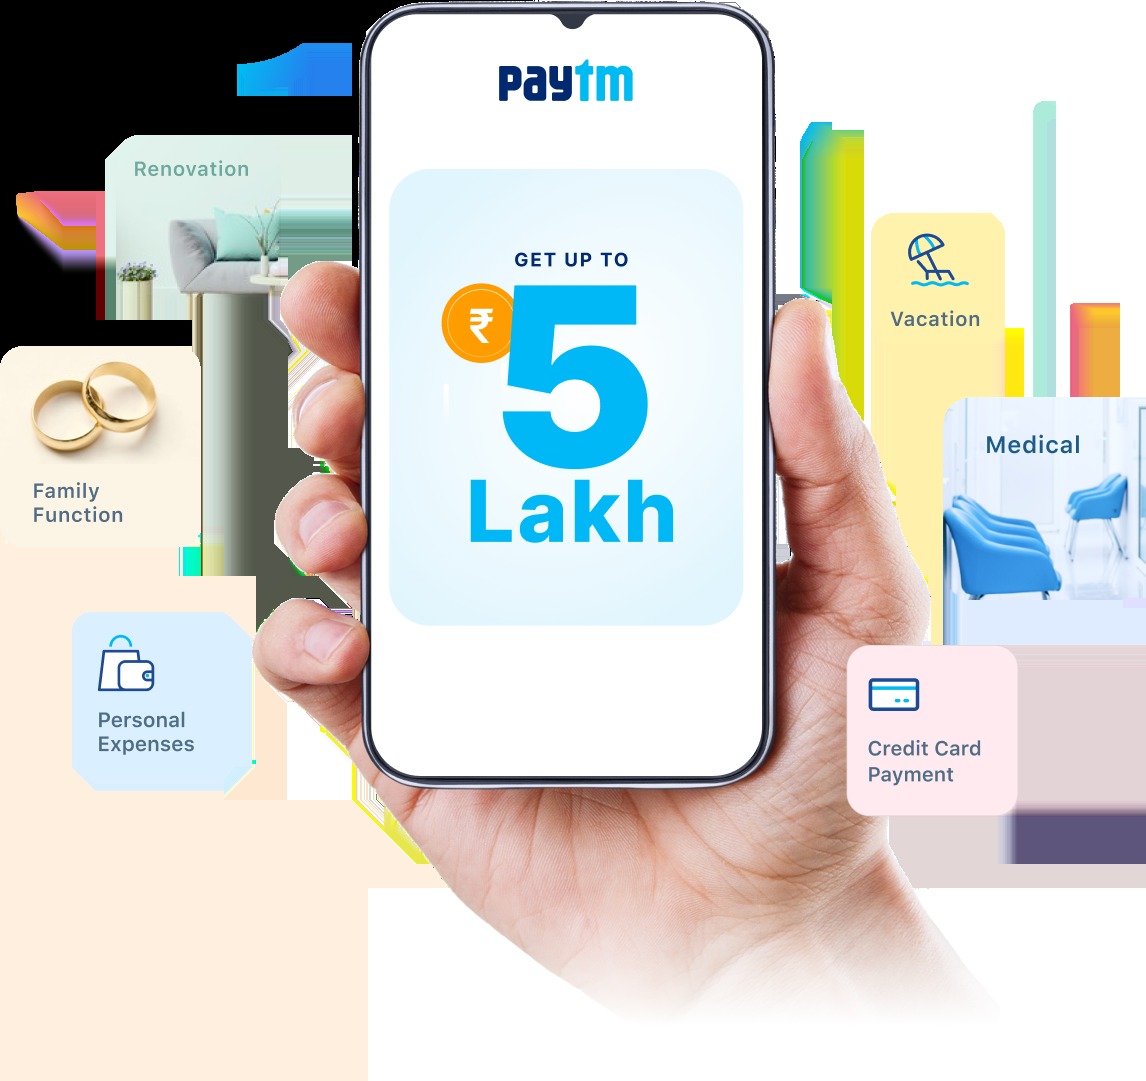 paytm
Renovation
GET UP TO
₹
5
Lakh
Vacation
Medical
Family
Function
Personal
Expenses
Credit Card
Payment